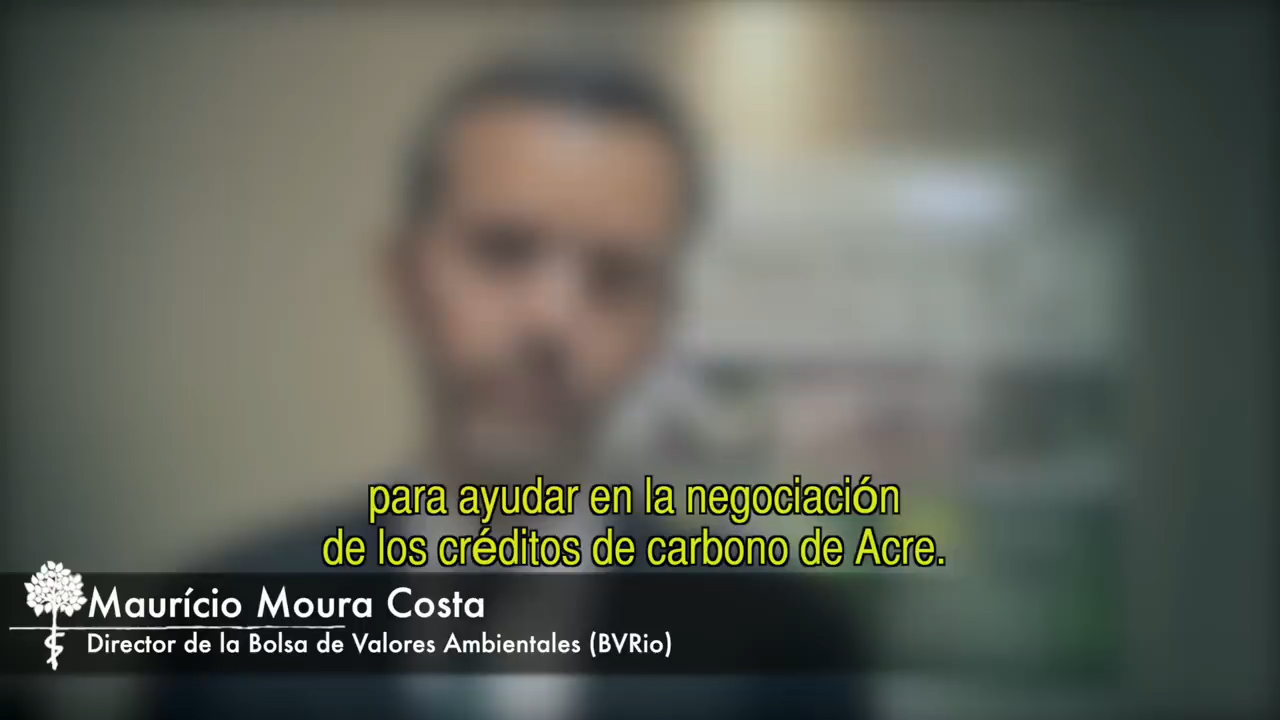 para ayudar en la negociación
de los créditos de carbono de Acre.
Maurício Moura Costa
Director de la Bolsa de Valores Ambientales (BVRio)